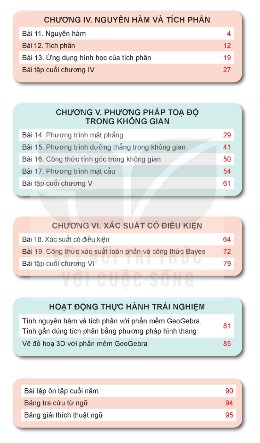 CHƯƠNG IV. NGUYÊN HÀM VÀ TÍCH PHÂN
Bài 11. Nguyên hàm 4
Bài 12. Tích phân 12
Bài 13. Ứng dụng hình học của tích phân 19
Bài tập cuối chương IV 27
CHƯƠNG V. PHƯƠNG PHÁP TOẠ ĐỘ
TRONG KHÔNG GIAN
Bài 14. Phương trình mặt phẳng 29
Bài 15. Phương trình đường thẳng trong không gian 41
Bài 16. Công thức tính góc trong không gian 50
Bài 17. Phương trình mặt cầu 54
Bài tập cuối chương V 61
CHƯƠNG VI. XÁC SUẤT CÓ ĐIỀU KIỆN
Bài 18. Xác suất có điều kiện 64
Bài 19. Công thức xác suất toàn phần và công thức Bayes 72
Bài tập cuối chương VI 79
VỚI CUỘC SỐNG
HOẠT ĐỘNG THỰC HÀNH TRẢI NGHIỆM
Tính nguyên hàm và tích phân với phần mềm GeoGebra.
Tính gần đúng tích phân bằng phương pháp hình thang 81
Vẽ đồ hoạ 3D với phần mềm GeoGebra 85
Bài tập ôn tập cuối năm 90
Bảng tra cứu từ ngữ 94
Bảng giải thích thuật ngữ 95